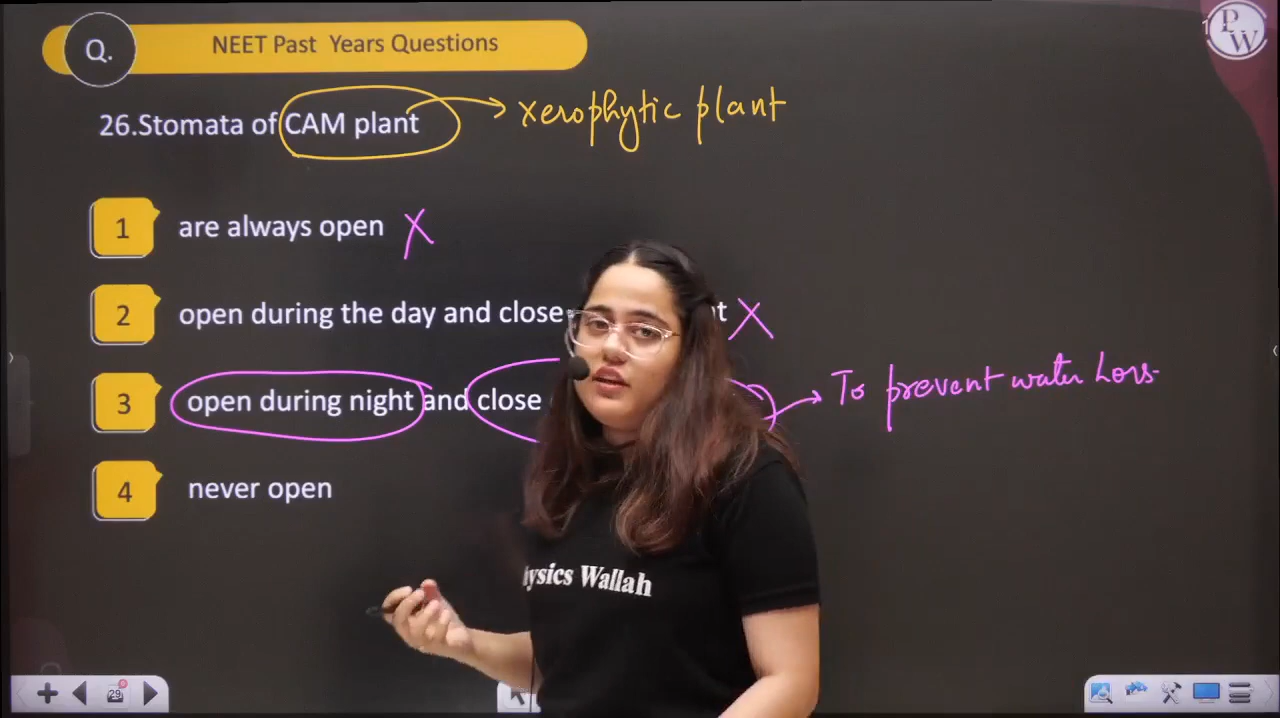 Q. NEET Past Years Questions
PW
26.Stomata of CAM plant → xerophytic plant
1 are always open X
2 open during the day and close t X
3 open during night and close → To prevent water Loss
4 never open
ysics Wallah
29